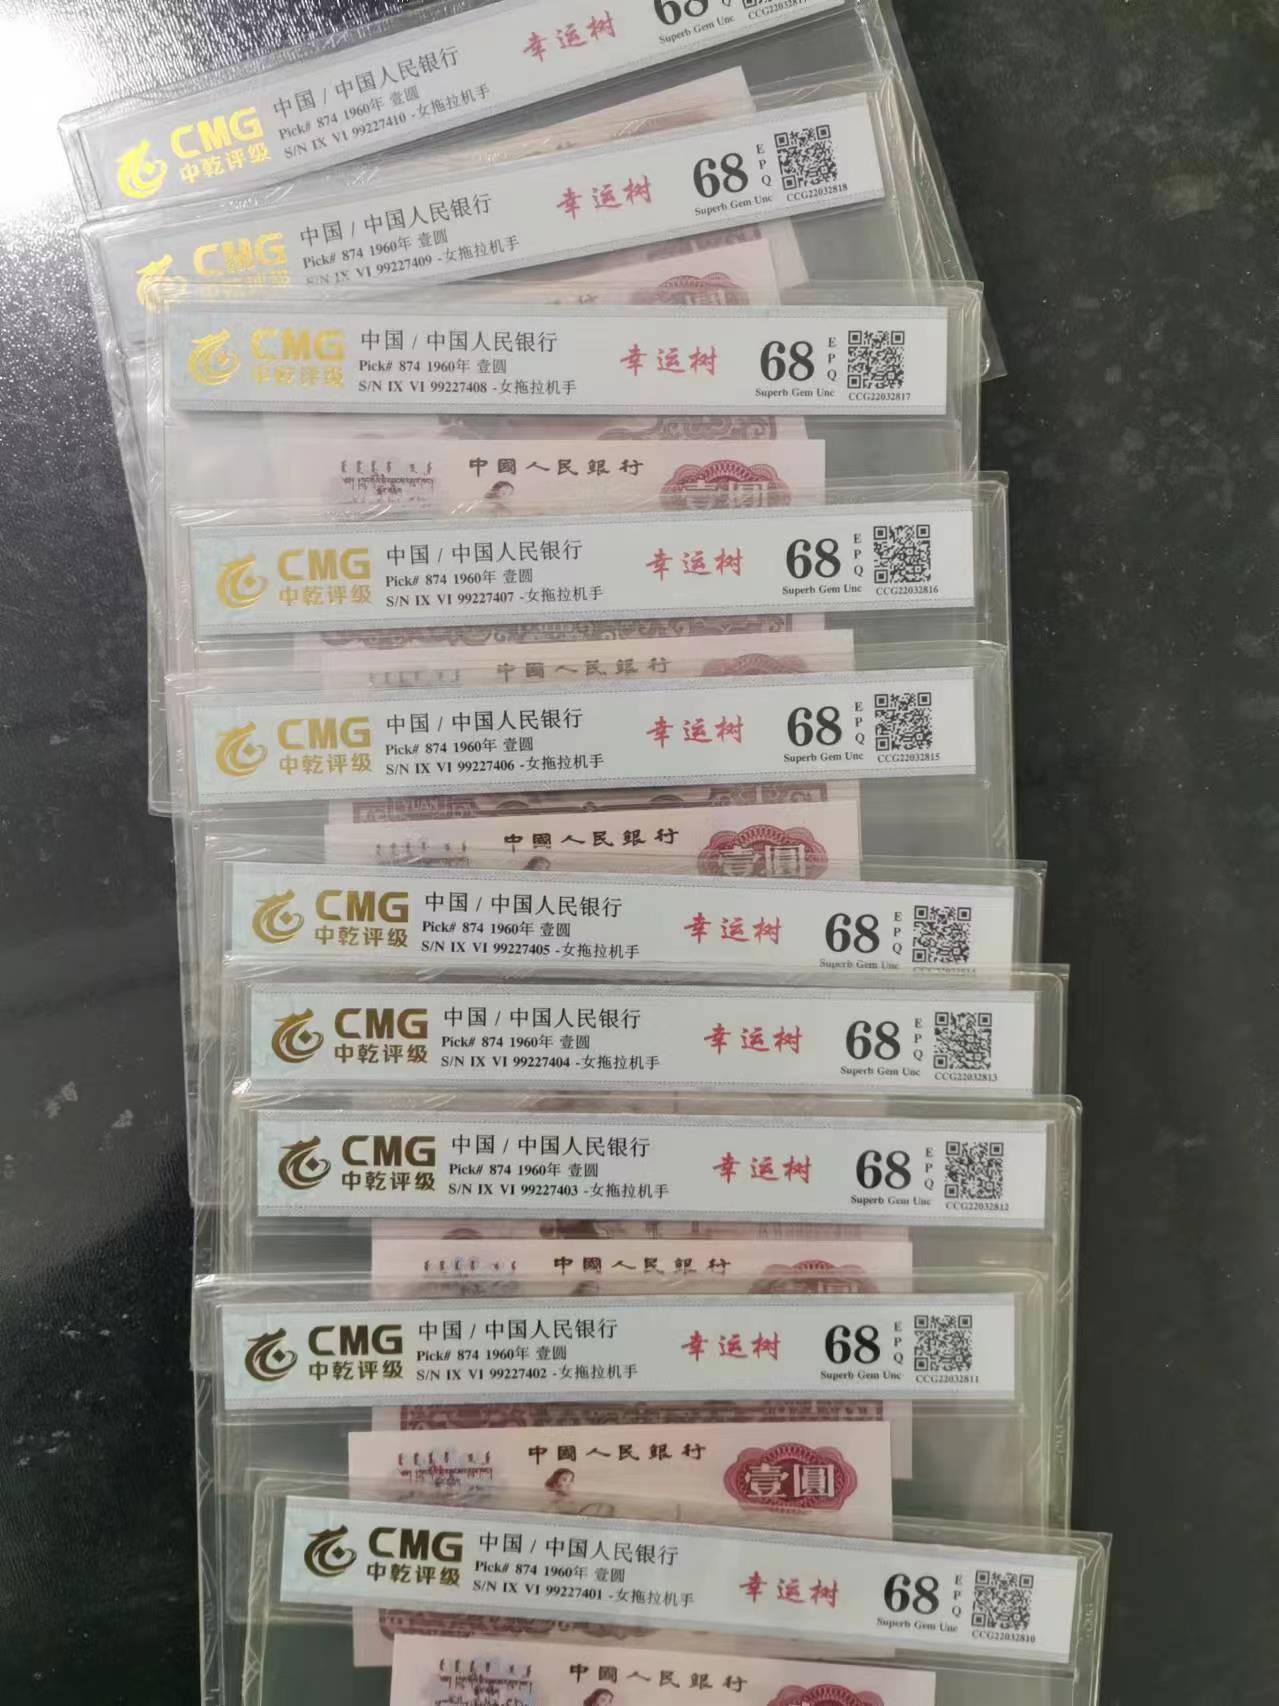 CMG
中乾评级
中国 / 中国人民银行
Pick# 874 1960年 壹圆
S/N IX VI 99227410 -女拖拉机手
幸运树
68
Superb Gem Unc
CMG
中国 / 中国人民银行
Pick# 874 1960年 壹圆
S/N IX VI 99227409 -女拖拉机手
幸运树
68
EPQ
Superb Gem Unc
CCG22032818
CMG
中乾评级
中国 / 中国人民银行
Pick# 874 1960年 壹圆
S/N IX VI 99227408 -女拖拉机手
幸运树
68
EPQ
Superb Gem Unc
CCG22032817
中國人民銀行
壹圓
CMG
中乾评级
中国 / 中国人民银行
Pick# 874 1960年 壹圆
S/N IX VI 99227407 -女拖拉机手
幸运树
68
EPQ
Superb Gem Unc
CCG22032816
中國人民銀行
CMG
中乾评级
中国 / 中国人民银行
Pick# 874 1960年 壹圆
S/N IX VI 99227406 -女拖拉机手
幸运树
68
EPQ
Superb Gem Unc
CCG22032815
YUAN
中國人民銀行
壹圓
CMG
中乾评级
中国 / 中国人民银行
Pick# 874 1960年 壹圆
S/N IX VI 99227405 -女拖拉机手
幸运树
68
EPQ
Superb Gem Unc
CMG
中乾评级
中国 / 中国人民银行
Pick# 874 1960年 壹圆
S/N IX VI 99227404 -女拖拉机手
幸运树
68
EPQ
Superb Gem Unc
CCG22032813
CMG
中乾评级
中国 / 中国人民银行
Pick# 874 1960年 壹圆
S/N IX VI 99227403 -女拖拉机手
幸运树
68
EPQ
Superb Gem Unc
CCG22032812
中國人民銀行
CMG
中乾评级
中国 / 中国人民银行
Pick# 874 1960年 壹圆
S/N IX VI 99227402 -女拖拉机手
幸运树
68
EPQ
Superb Gem Unc
CCG22032811
中國人民銀行
壹圓
CMG
中乾评级
中国 / 中国人民银行
Pick# 874 1960年 壹圆
S/N IX VI 99227401 -女拖拉机手
幸运树
68
EPQ
Superb Gem Unc
CCG22032810
中國人民銀行